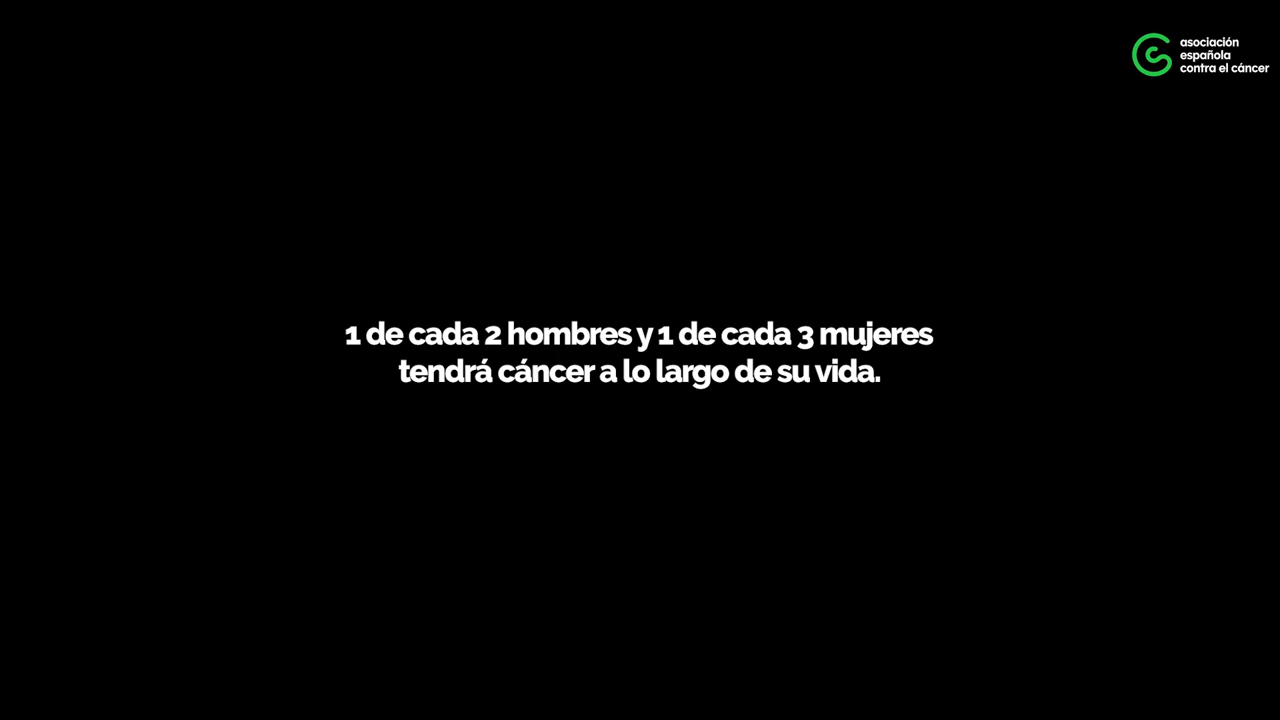 asociación
española
contra el cáncer
1 de cada 2 hombres y 1 de cada 3 mujeres
tendrá cáncer a lo largo de su vida.